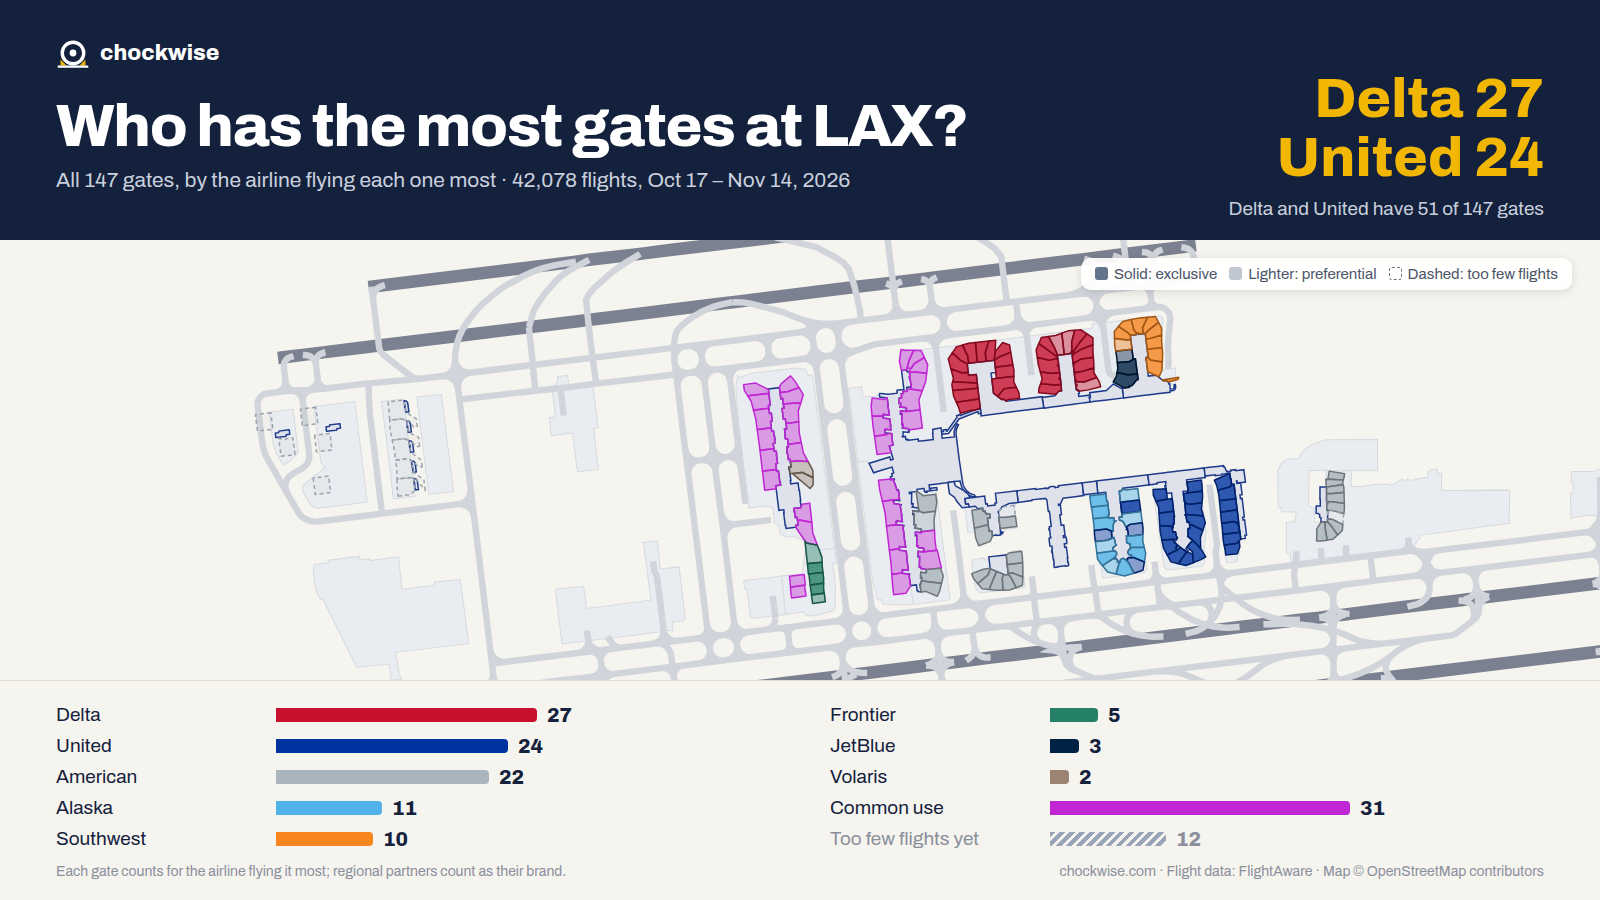 chockwise
Who has the most gates at LAX?
All 147 gates, by the airline flying each one most · 42,078 flights, Oct 17 – Nov 14, 2026
Delta 27
United 24
Delta and United have 51 of 147 gates
Solid: exclusive Lighter: preferential Dashed: too few flights
Delta 27
United 24
American 22
Alaska 11
Southwest 10
Frontier 5
JetBlue 3
Volaris 2
Common use 31
Too few flights yet 12
Each gate counts for the airline flying it most; regional partners count as their brand.
chockwise.com · Flight data: FlightAware · Map © OpenStreetMap contributors